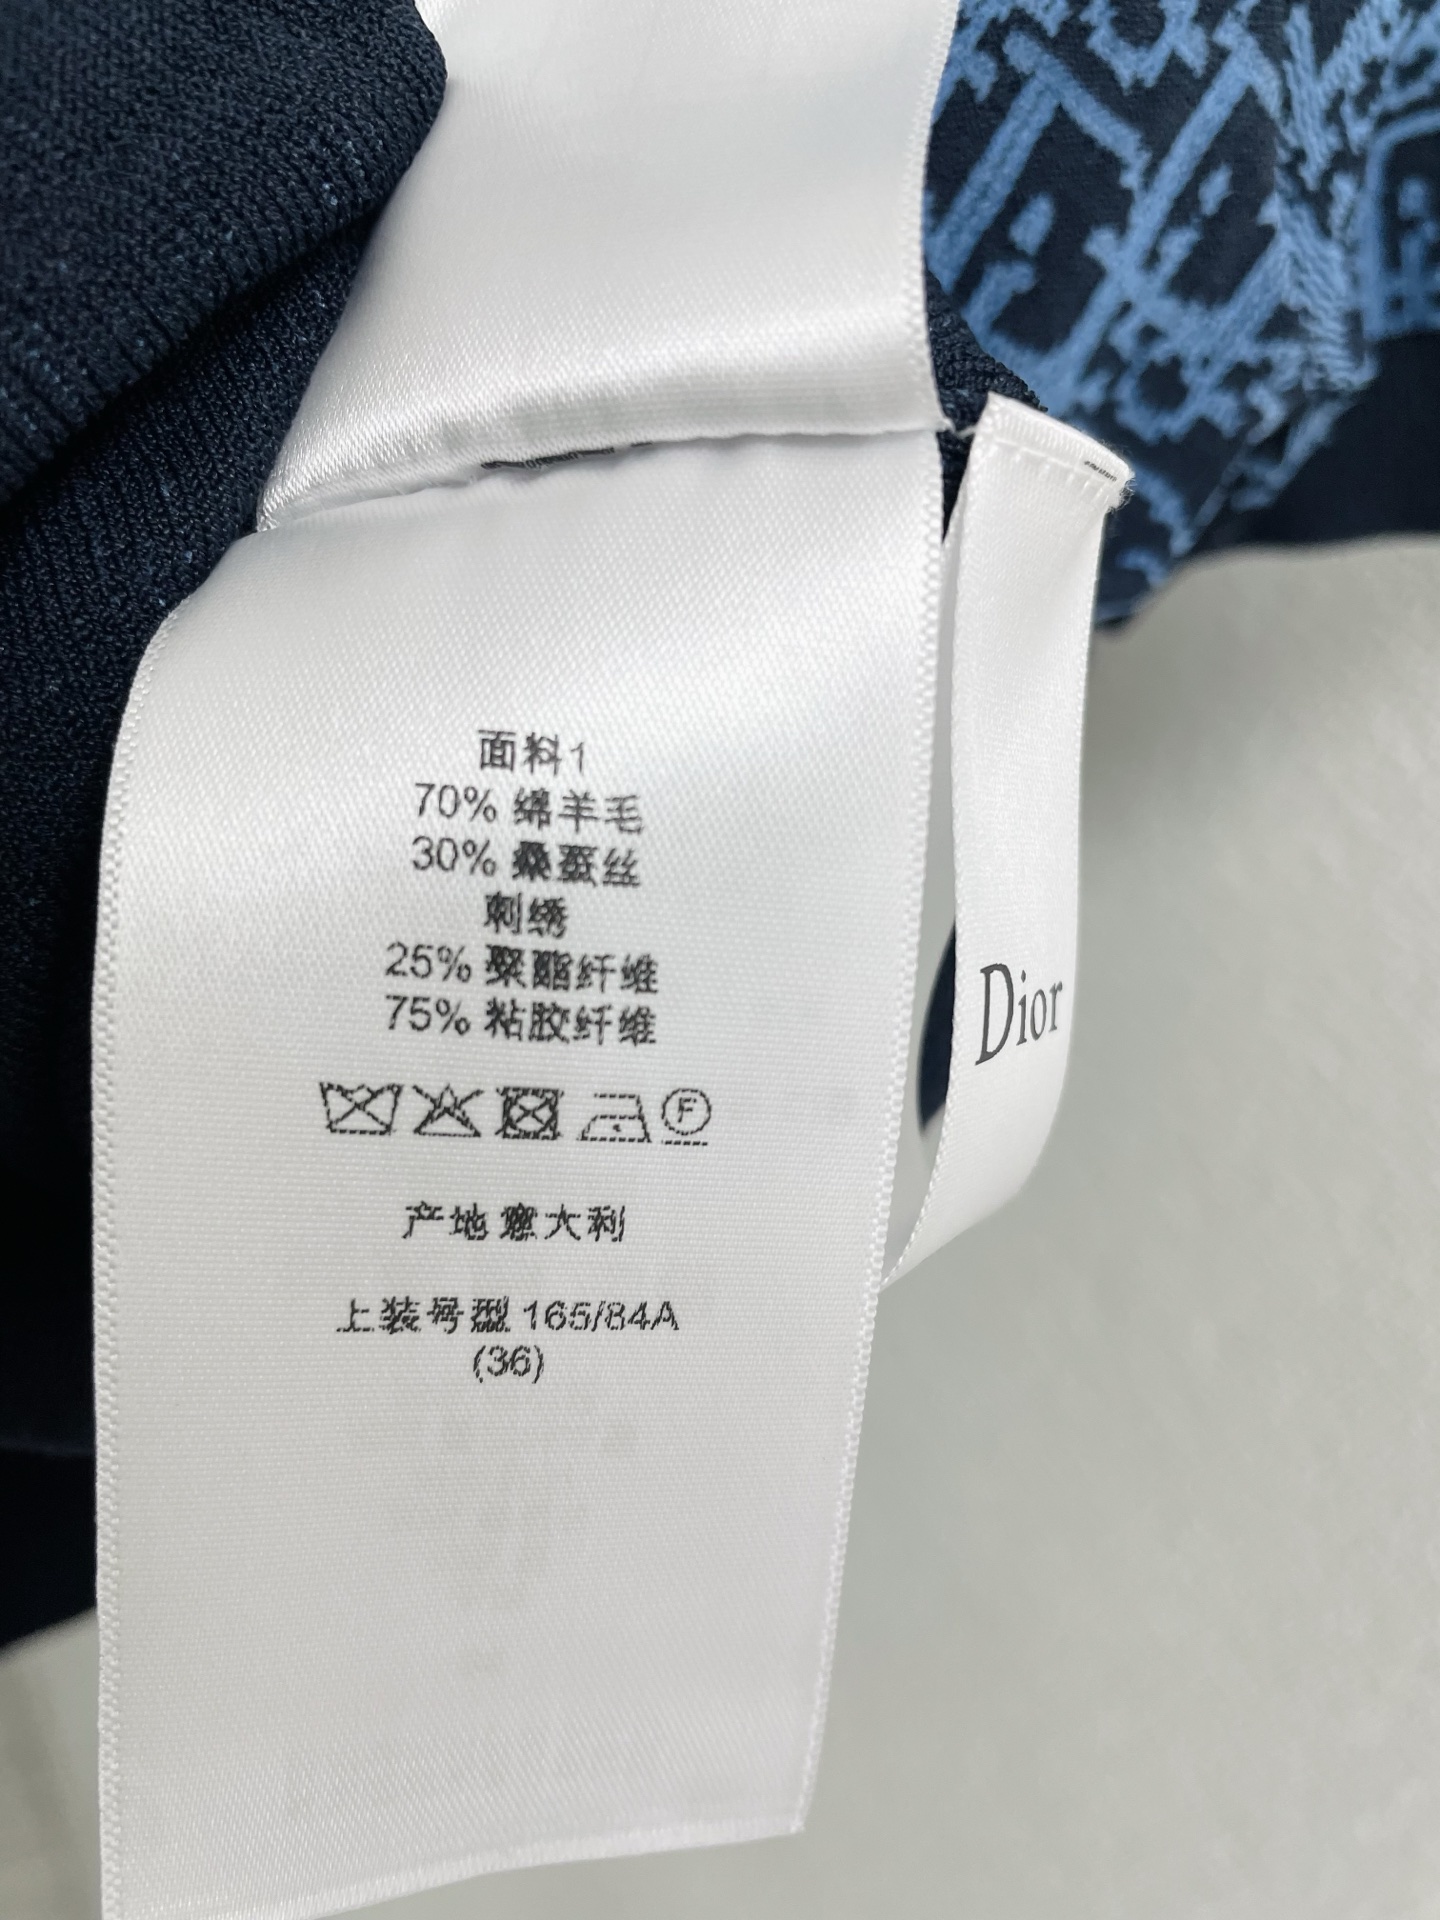 面料1
70% 绵羊毛
30% 桑蚕丝
刺绣
25% 聚酯纤维
75% 粘胶纤维
F
产地 意大利
上装号型 165/84A
(36)
Dior